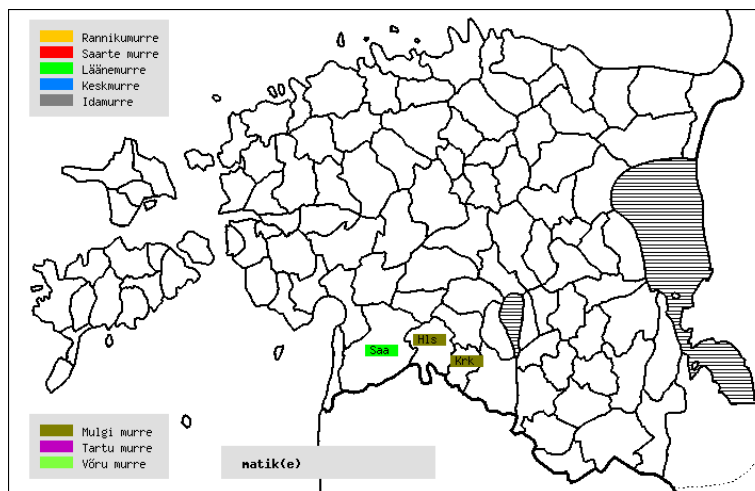 Rannikumurre
Saarte murre
Läänemurre
Keskmurre
Idamurre
Hls
Saa
Krk
Mulgi murre
Tartu murre
Võru murre
matik(e)